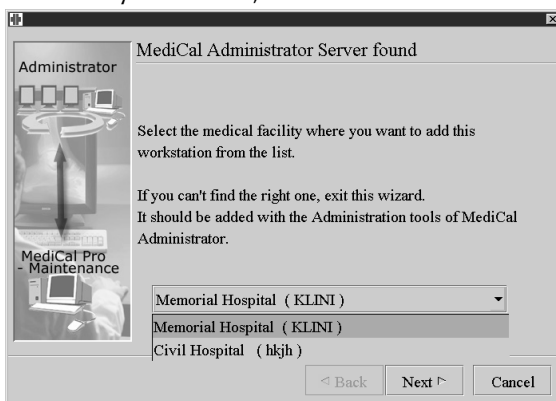 MediCal Administrator Server found
Administrator
Select the medical facility where you want to add this
workstation from the list.
If you can't find the right one, exit this wizard.
It should be added with the Administration tools of MediCal
Administrator.
MediCal Pro
- Maintenance
Memorial Hospital ( KLINI )
Memorial Hospital ( KLINI )
Civil Hospital ( hkjh )
Back Next Cancel